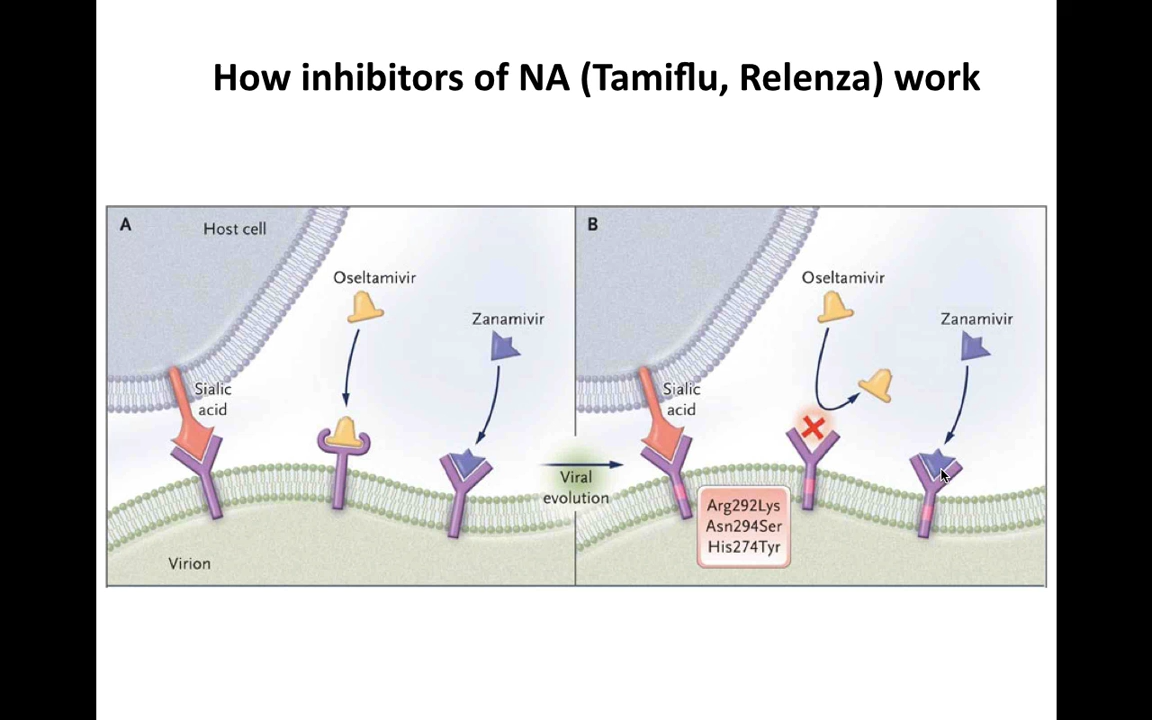 How inhibitors of NA (Tamiflu, Relenza) work
A
Host cell
Oseltamivir
Zanamivir
Sialic
acid
Virion
Viral
evolution
B
Oseltamivir
Zanamivir
Sialic
acid
Arg292Lys
Asn294Ser
His274Tyr